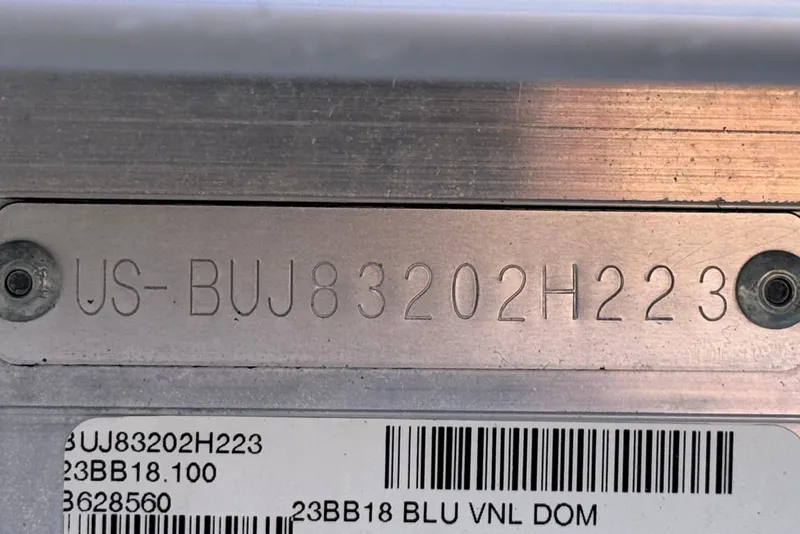 US-BUJ83202H223
BUJ83202H223
23BB18.100
B628560
23BB18 BLU VNL DOM